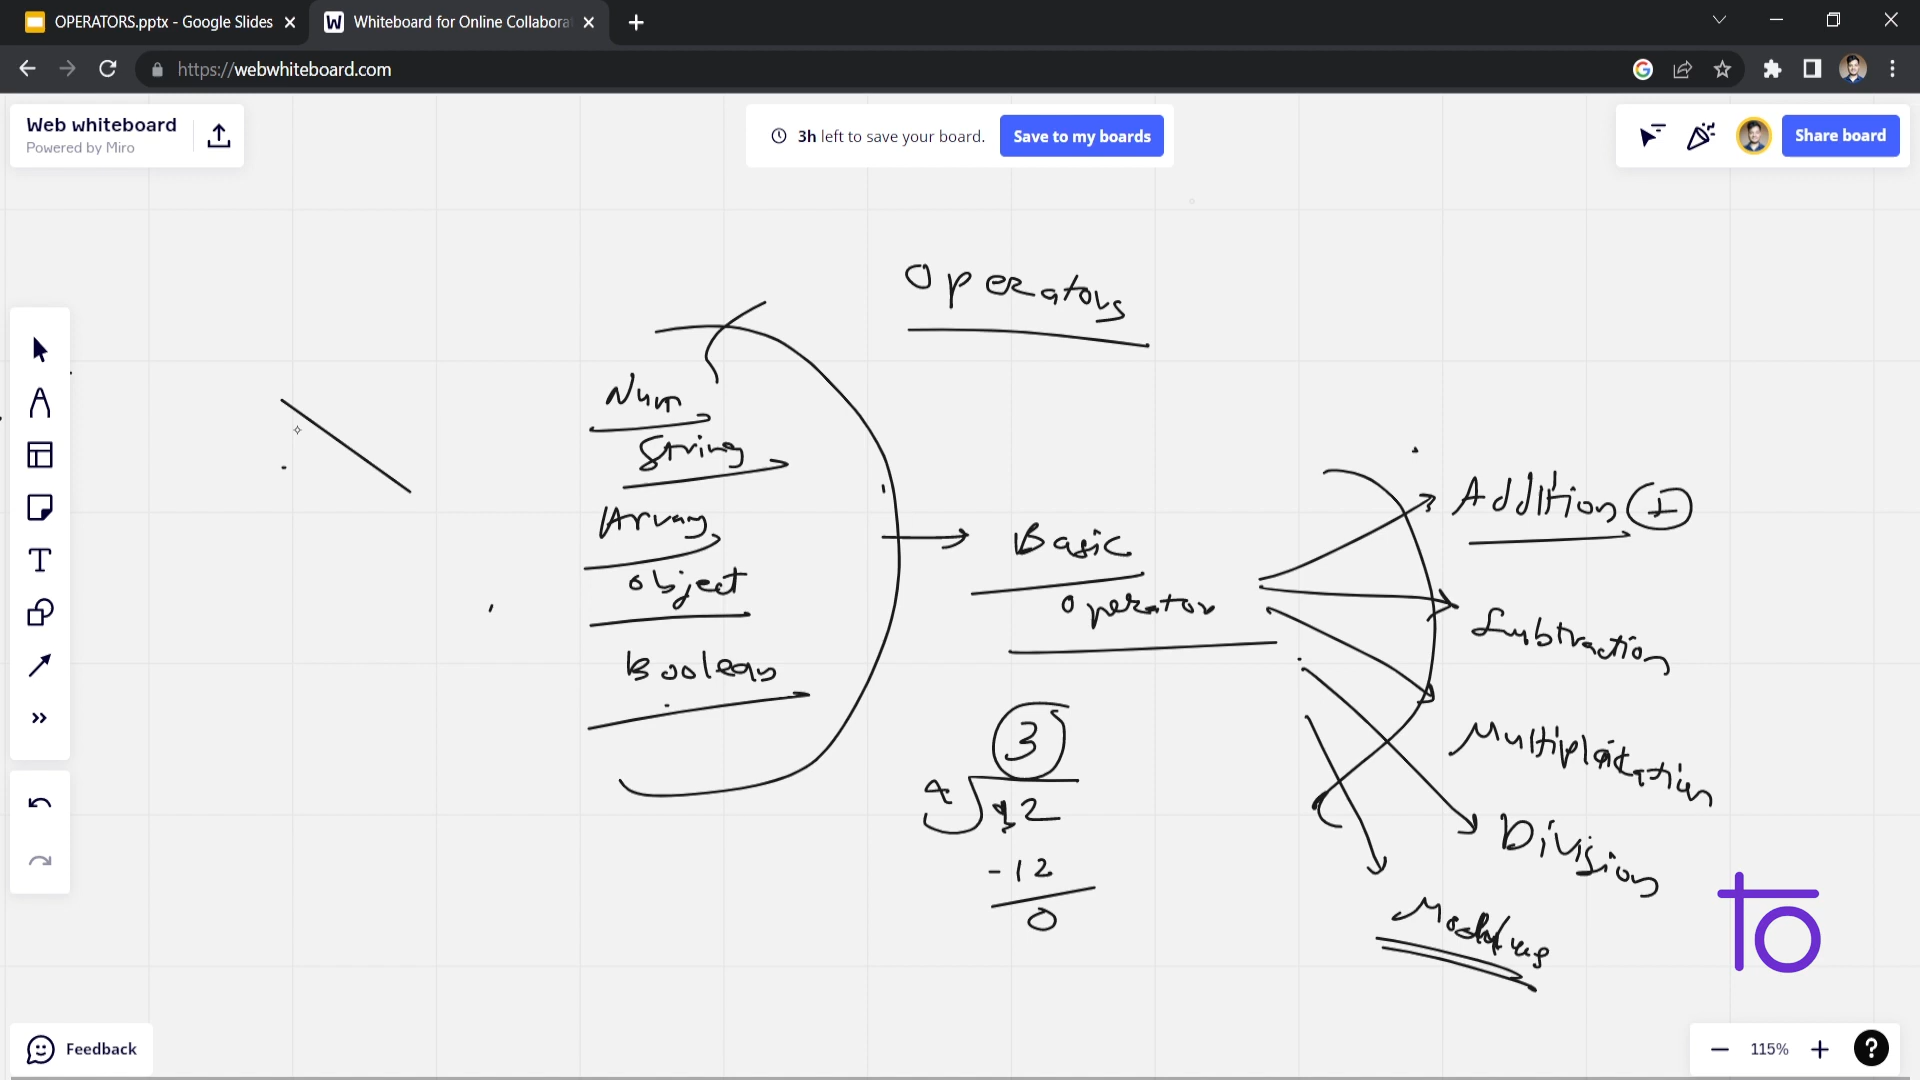 OPERATORS.pptx - Google Slides
Whiteboard for Online Collabora
https://webwhiteboard.com
Web whiteboard
Powered by Miro
3h left to save your board.
Save to my boards
Share board
Operators
Num
String
Array
object
Boolean
Basic
operator
Addition I
Subtraction
Multiplication
Division
Modulus
3
4 12
-12
0
T
to
Feedback
115%
?